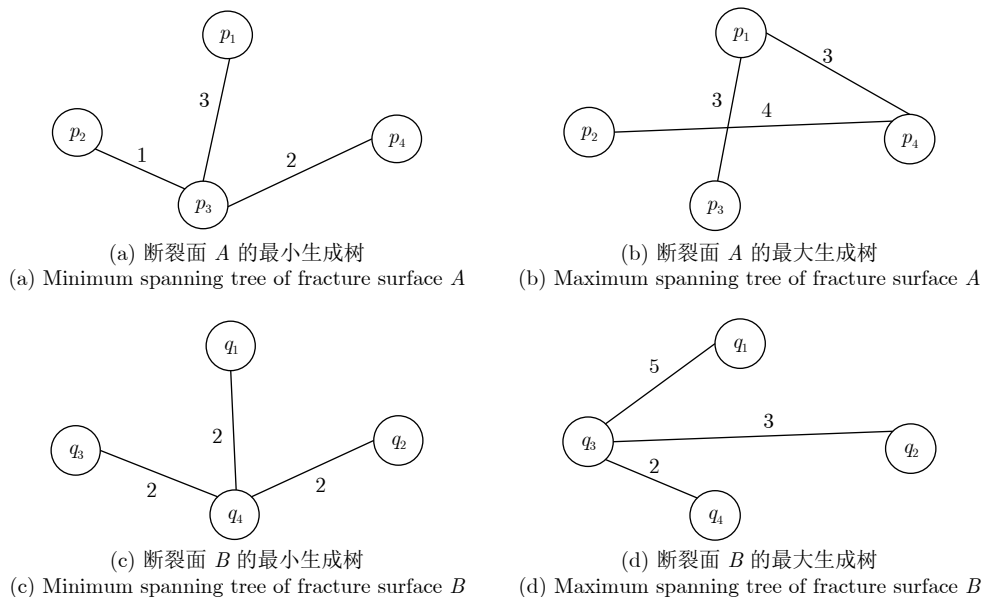 p₁
3
p₂
1
2
p₄
p₃
(a) 断裂面 A 的最小生成树
(a) Minimum spanning tree of fracture surface A
p₁
3
3
4
p₂
p₄
p₃
(b) 断裂面 A 的最大生成树
(b) Maximum spanning tree of fracture surface A
q₁
2
q₃
q₂
2
2
q₄
(c) 断裂面 B 的最小生成树
(c) Minimum spanning tree of fracture surface B
q₁
5
3
q₃
q₂
2
q₄
(d) 断裂面 B 的最大生成树
(d) Maximum spanning tree of fracture surface B